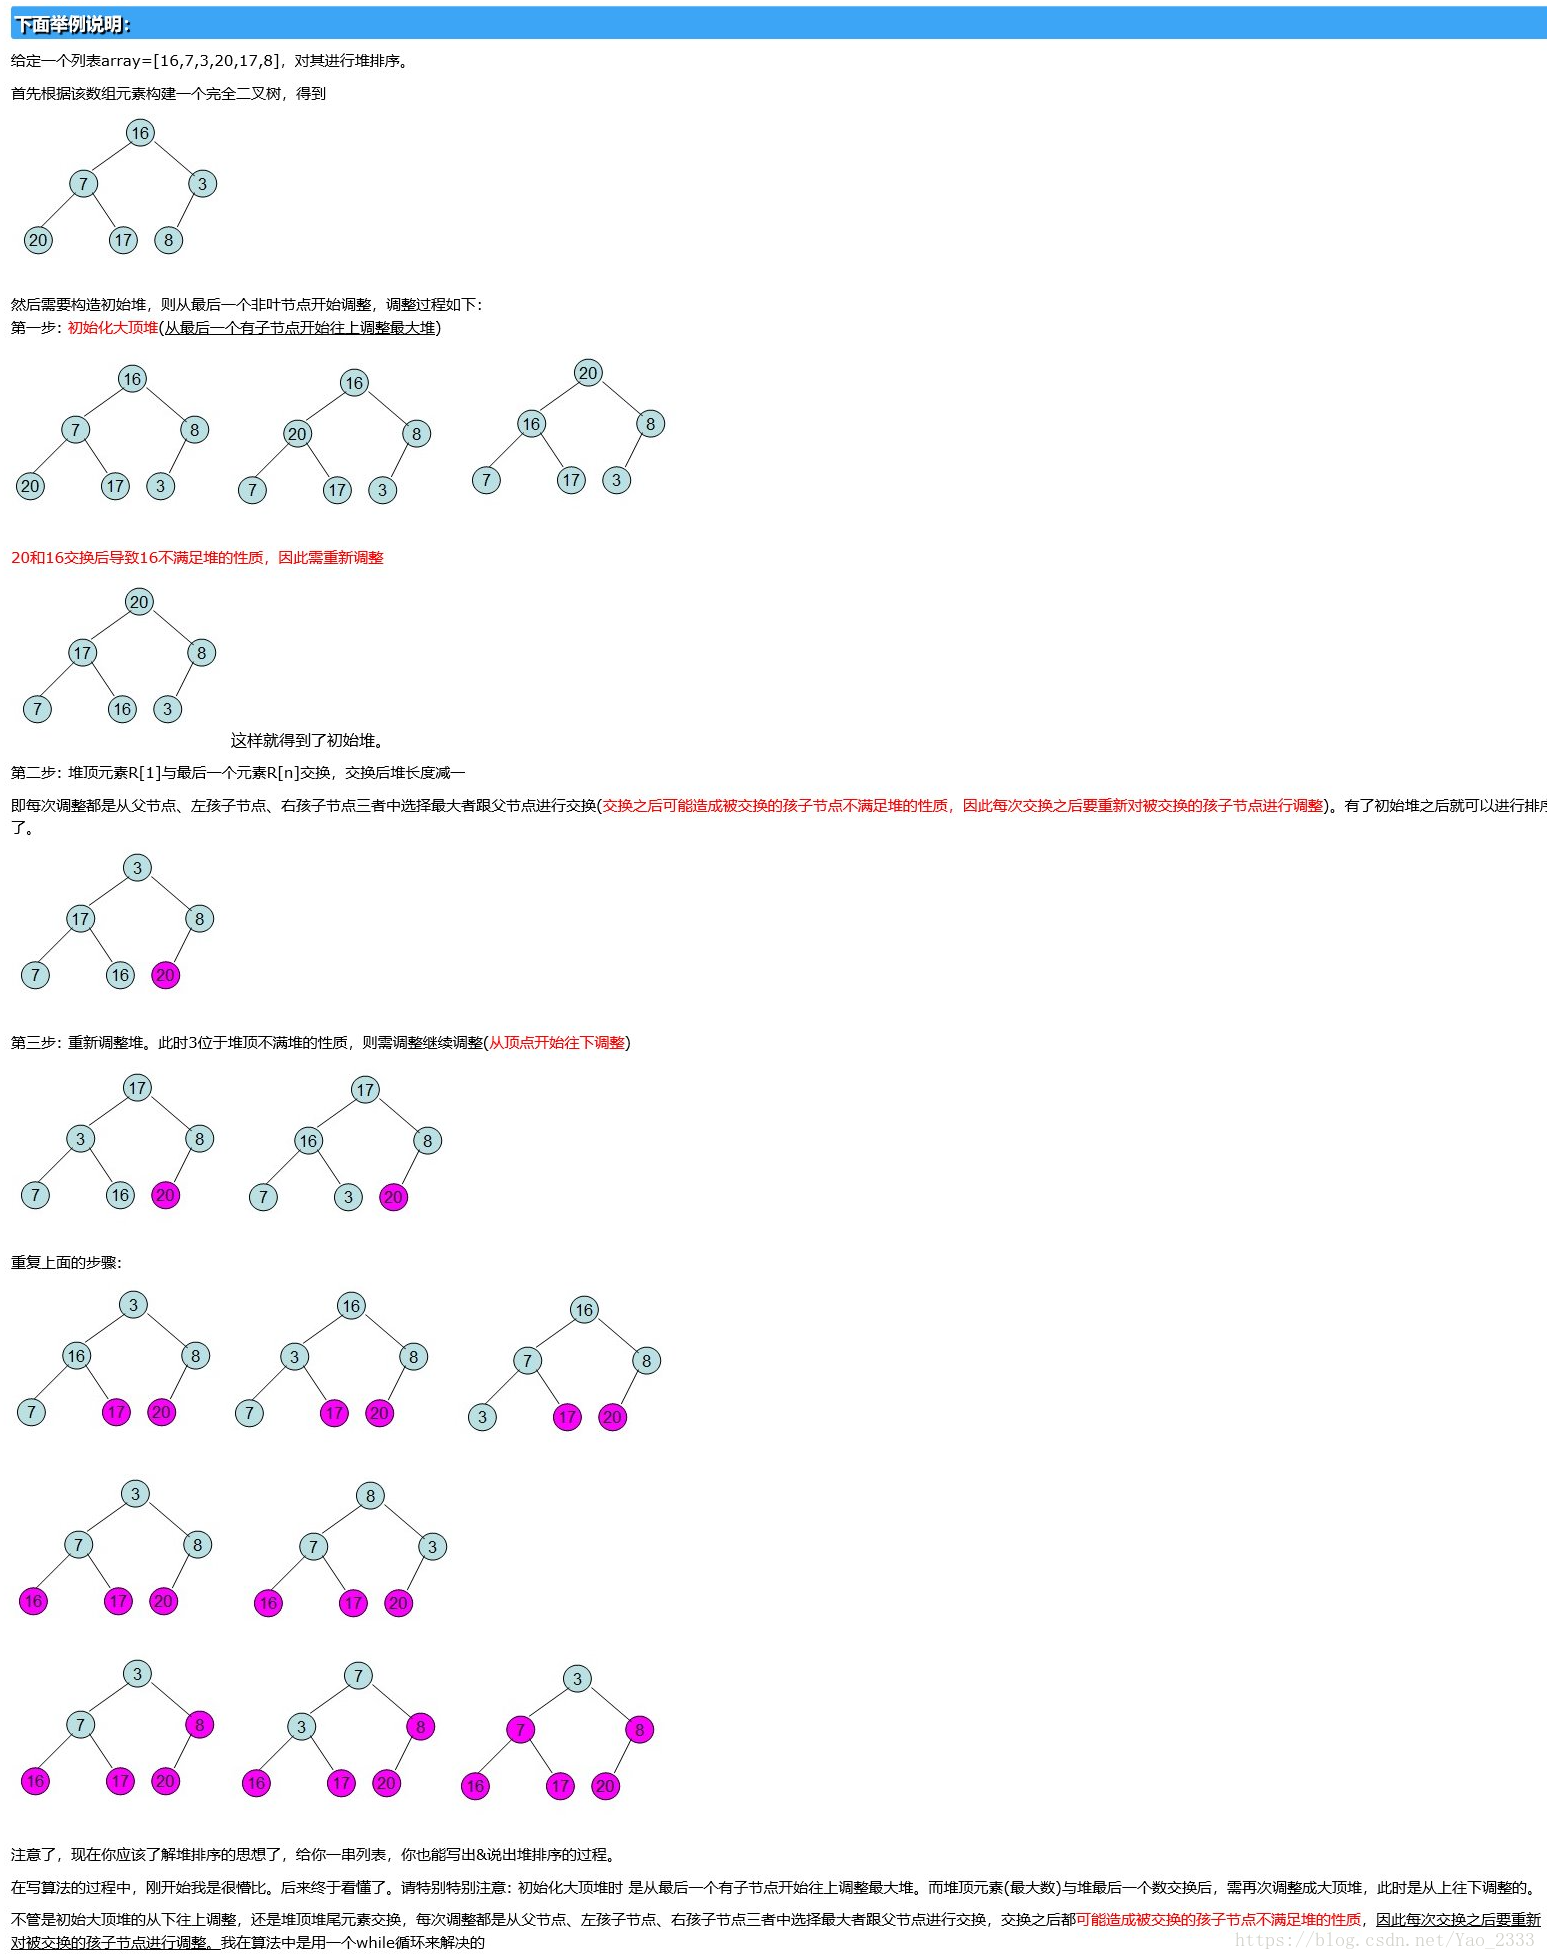 下面举例说明：
给定一个列表array=[16,7,3,20,17,8]，对其进行堆排序。
首先根据该数组元素构建一个完全二叉树，得到
16
7 3
20 17 8
然后需要构造初始堆，则从最后一个非叶节点开始调整，调整过程如下：
第一步：初始化大顶堆(从最后一个有子节点开始往上调整最大堆)
16 16 20
7 8 20 8 16 8
20 17 3 7 17 3 7 17 3
20和16交换后导致16不满足堆的性质，因此需重新调整
20
17 8
7 16 3
这样就得到了初始堆。
第二步：堆顶元素R[1]与最后一个元素R[n]交换，交换后堆长度减一
即每次调整都是从父节点、左孩子节点、右孩子节点三者中选择最大者跟父节点进行交换(交换之后可能造成被交换的孩子节点不满足堆的性质，因此每次交换之后要重新对被交换的孩子节点进行调整)。有了初始堆之后就可以进行排序
了。
3
17 8
7 16 20
第三步：重新调整堆。此时3位于堆顶不满堆的性质，则需调整继续调整(从顶点开始往下调整)
17 17
3 8 16 8
7 16 20 7 3 20
重复上面的步骤：
3 16 16
16 8 3 8 7 8
7 17 20 7 17 20 3 17 20
3 8
7 8 7 3
16 17 20 16 17 20
3 7 3
7 8 3 8 7 8
16 17 20 16 17 20 16 17 20
注意了，现在你应该了解堆排序的思想了，给你一串列表，你也能写出&说出堆排序的过程。
在写算法的过程中，刚开始我是很懵比。后来终于看懂了。请特别特别注意：初始化大顶堆时 是从最后一个有子节点开始往上调整最大堆。而堆顶元素(最大数)与堆最后一个数交换后，需再次调整成大顶堆，此时是从上往下调整的。
不管是初始大顶堆的从下往上调整，还是堆顶堆尾元素交换，每次调整都是从父节点、左孩子节点、右孩子节点三者中选择最大者跟父节点进行交换，交换之后都可能造成被交换的孩子节点不满足堆的性质，因此每次交换之后要重新
对被交换的孩子节点进行调整。我在算法中是用一个while循环来解决的
https://blog.csdn.net/Yao_2333